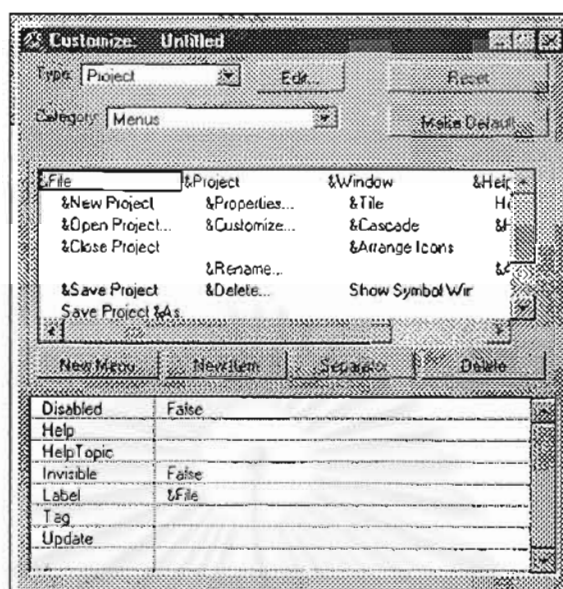 Customize: Untitled
Type: Project Edit... Reset
Category: Menus Make Default
&File &Project &Window &Help
&New Project &Properties... &Tile
&Open Project... &Customize... &Cascade
&Close Project &Arrange Icons
&Rename...
&Save Project &Delete... Show Symbol Wir
Save Project &As
New Menu New Item Separator Delete
Disabled False
Help
HelpTopic
Invisible False
Label &File
Tag
Update